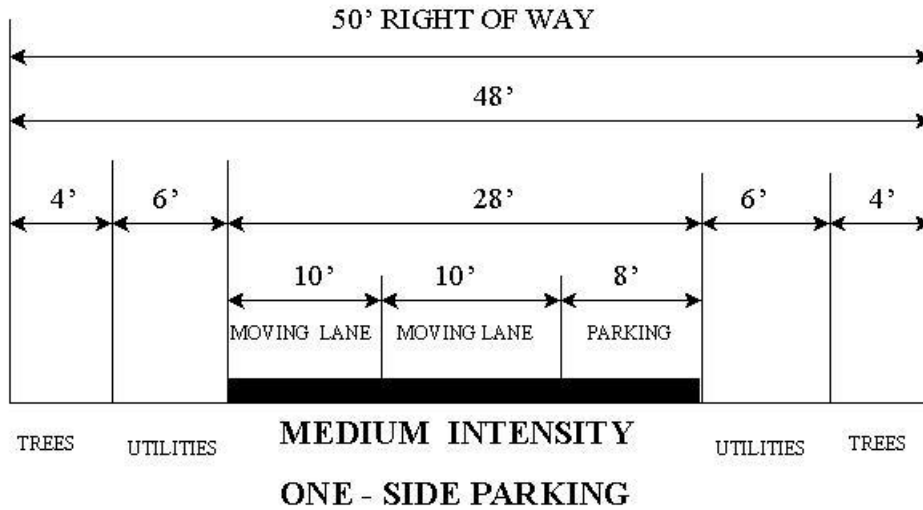 50’ RIGHT OF WAY
48’
4’ 6’ 28’ 6’ 4’
10’ 10’ 8’
MOVING LANE MOVING LANE PARKING
TREES UTILITIES MEDIUM INTENSITY UTILITIES TREES
ONE - SIDE PARKING